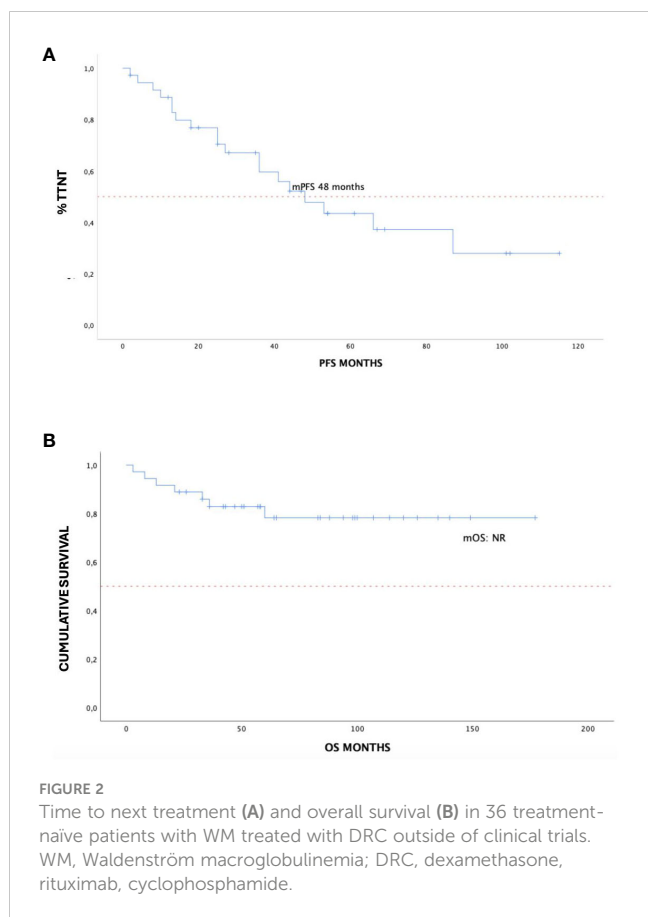 A
1,0
0,8
0,6
0,4
0,2
0,0
% TTNT
mPFS 48 months
0 20 40 60 80 100 120
PFS MONTHS
B
1,0
0,8
0,6
0,4
0,2
0,0
CUMULATIVE SURVIVAL
mOS: NR
0 50 100 150 200
OS MONTHS
FIGURE 2
Time to next treatment (A) and overall survival (B) in 36 treatment-
naïve patients with WM treated with DRC outside of clinical trials.
WM, Waldenström macroglobulinemia; DRC, dexamethasone,
rituximab, cyclophosphamide.